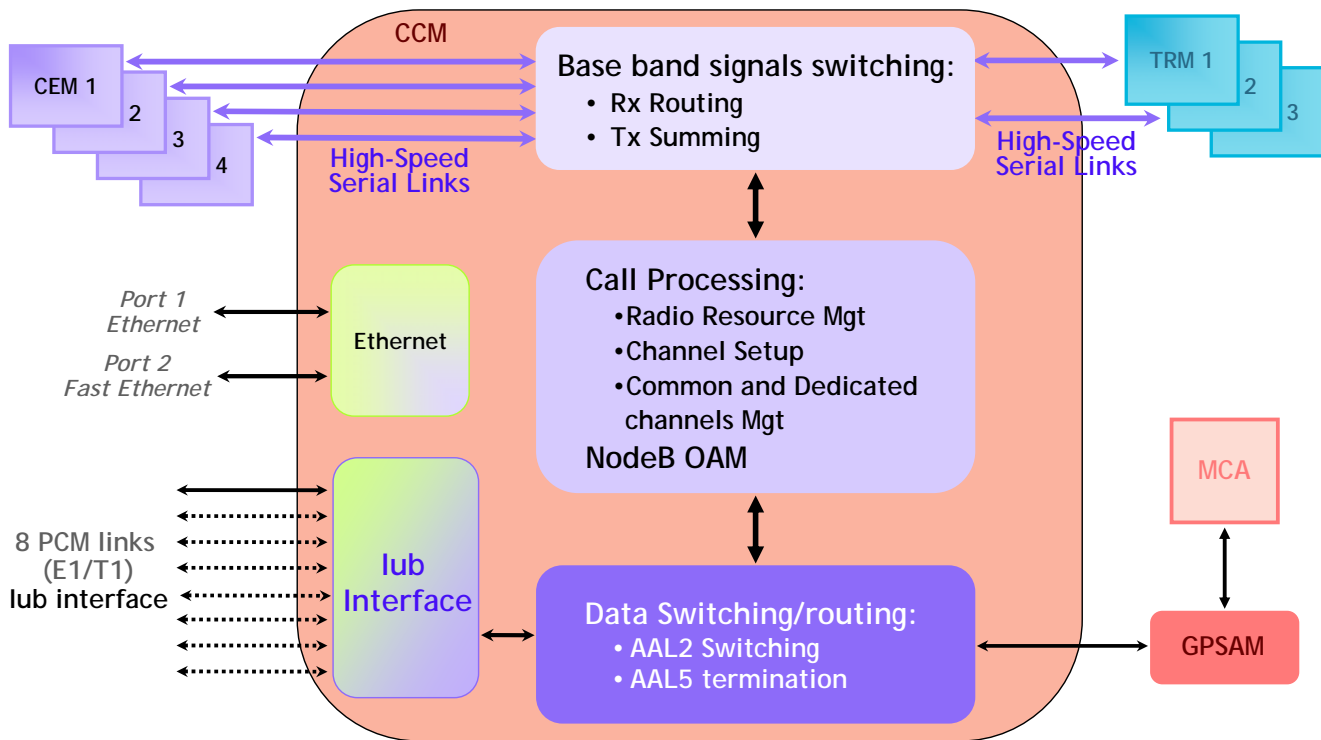 CCM
CEM 1
2
3
4
High-Speed
Serial Links
Base band signals switching:
• Rx Routing
• Tx Summing
High-Speed
Serial Links
TRM 1
2
3
Port 1
Ethernet
Port 2
Fast Ethernet
Ethernet
Call Processing:
•Radio Resource Mgt
•Channel Setup
•Common and Dedicated
channels Mgt
NodeB OAM
8 PCM links
(E1/T1)
Iub interface
Iub
Interface
Data Switching/routing:
• AAL2 Switching
• AAL5 termination
MCA
GPSAM